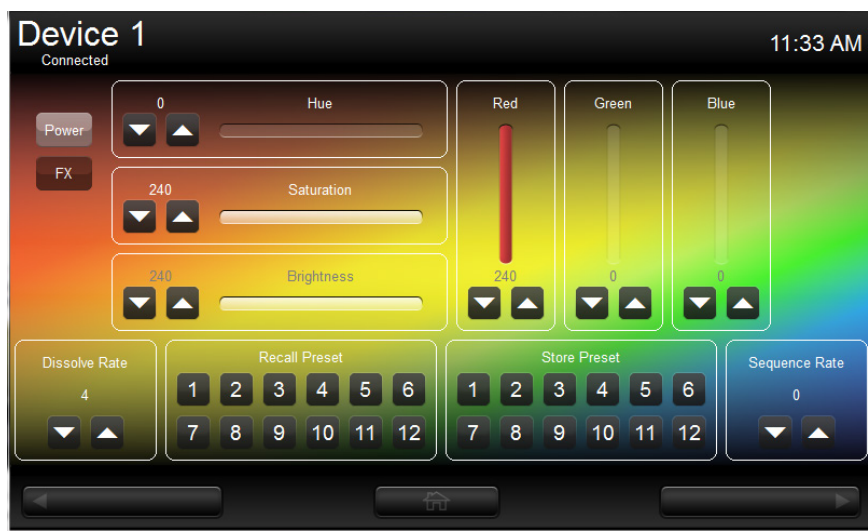 Device 1
Connected
11:33 AM
Power
FX
0
Hue
240
Saturation
240
Brightness
Red
240
Green
0
Blue
0
Dissolve Rate
4
Recall Preset
1 2 3 4 5 6
7 8 9 10 11 12
Store Preset
1 2 3 4 5 6
7 8 9 10 11 12
Sequence Rate
0